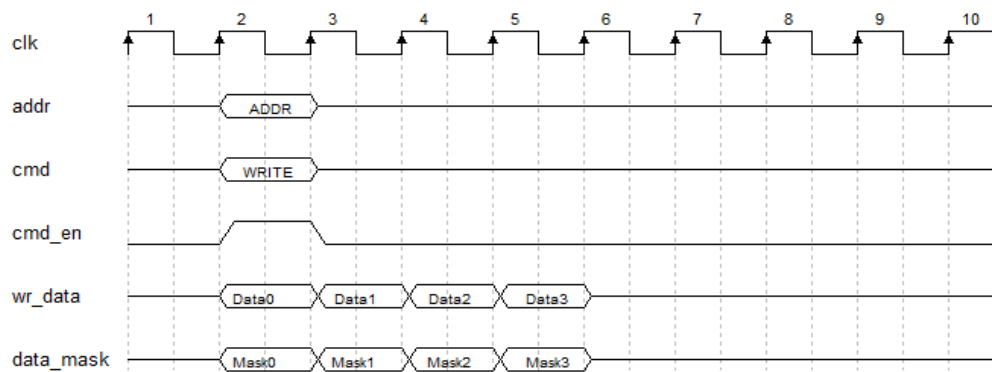 1 2 3 4 5 6 7 8 9 10
clk
addr ADDR
cmd WRITE
cmd_en
wr_data Data0 Data1 Data2 Data3
data_mask Mask0 Mask1 Mask2 Mask3